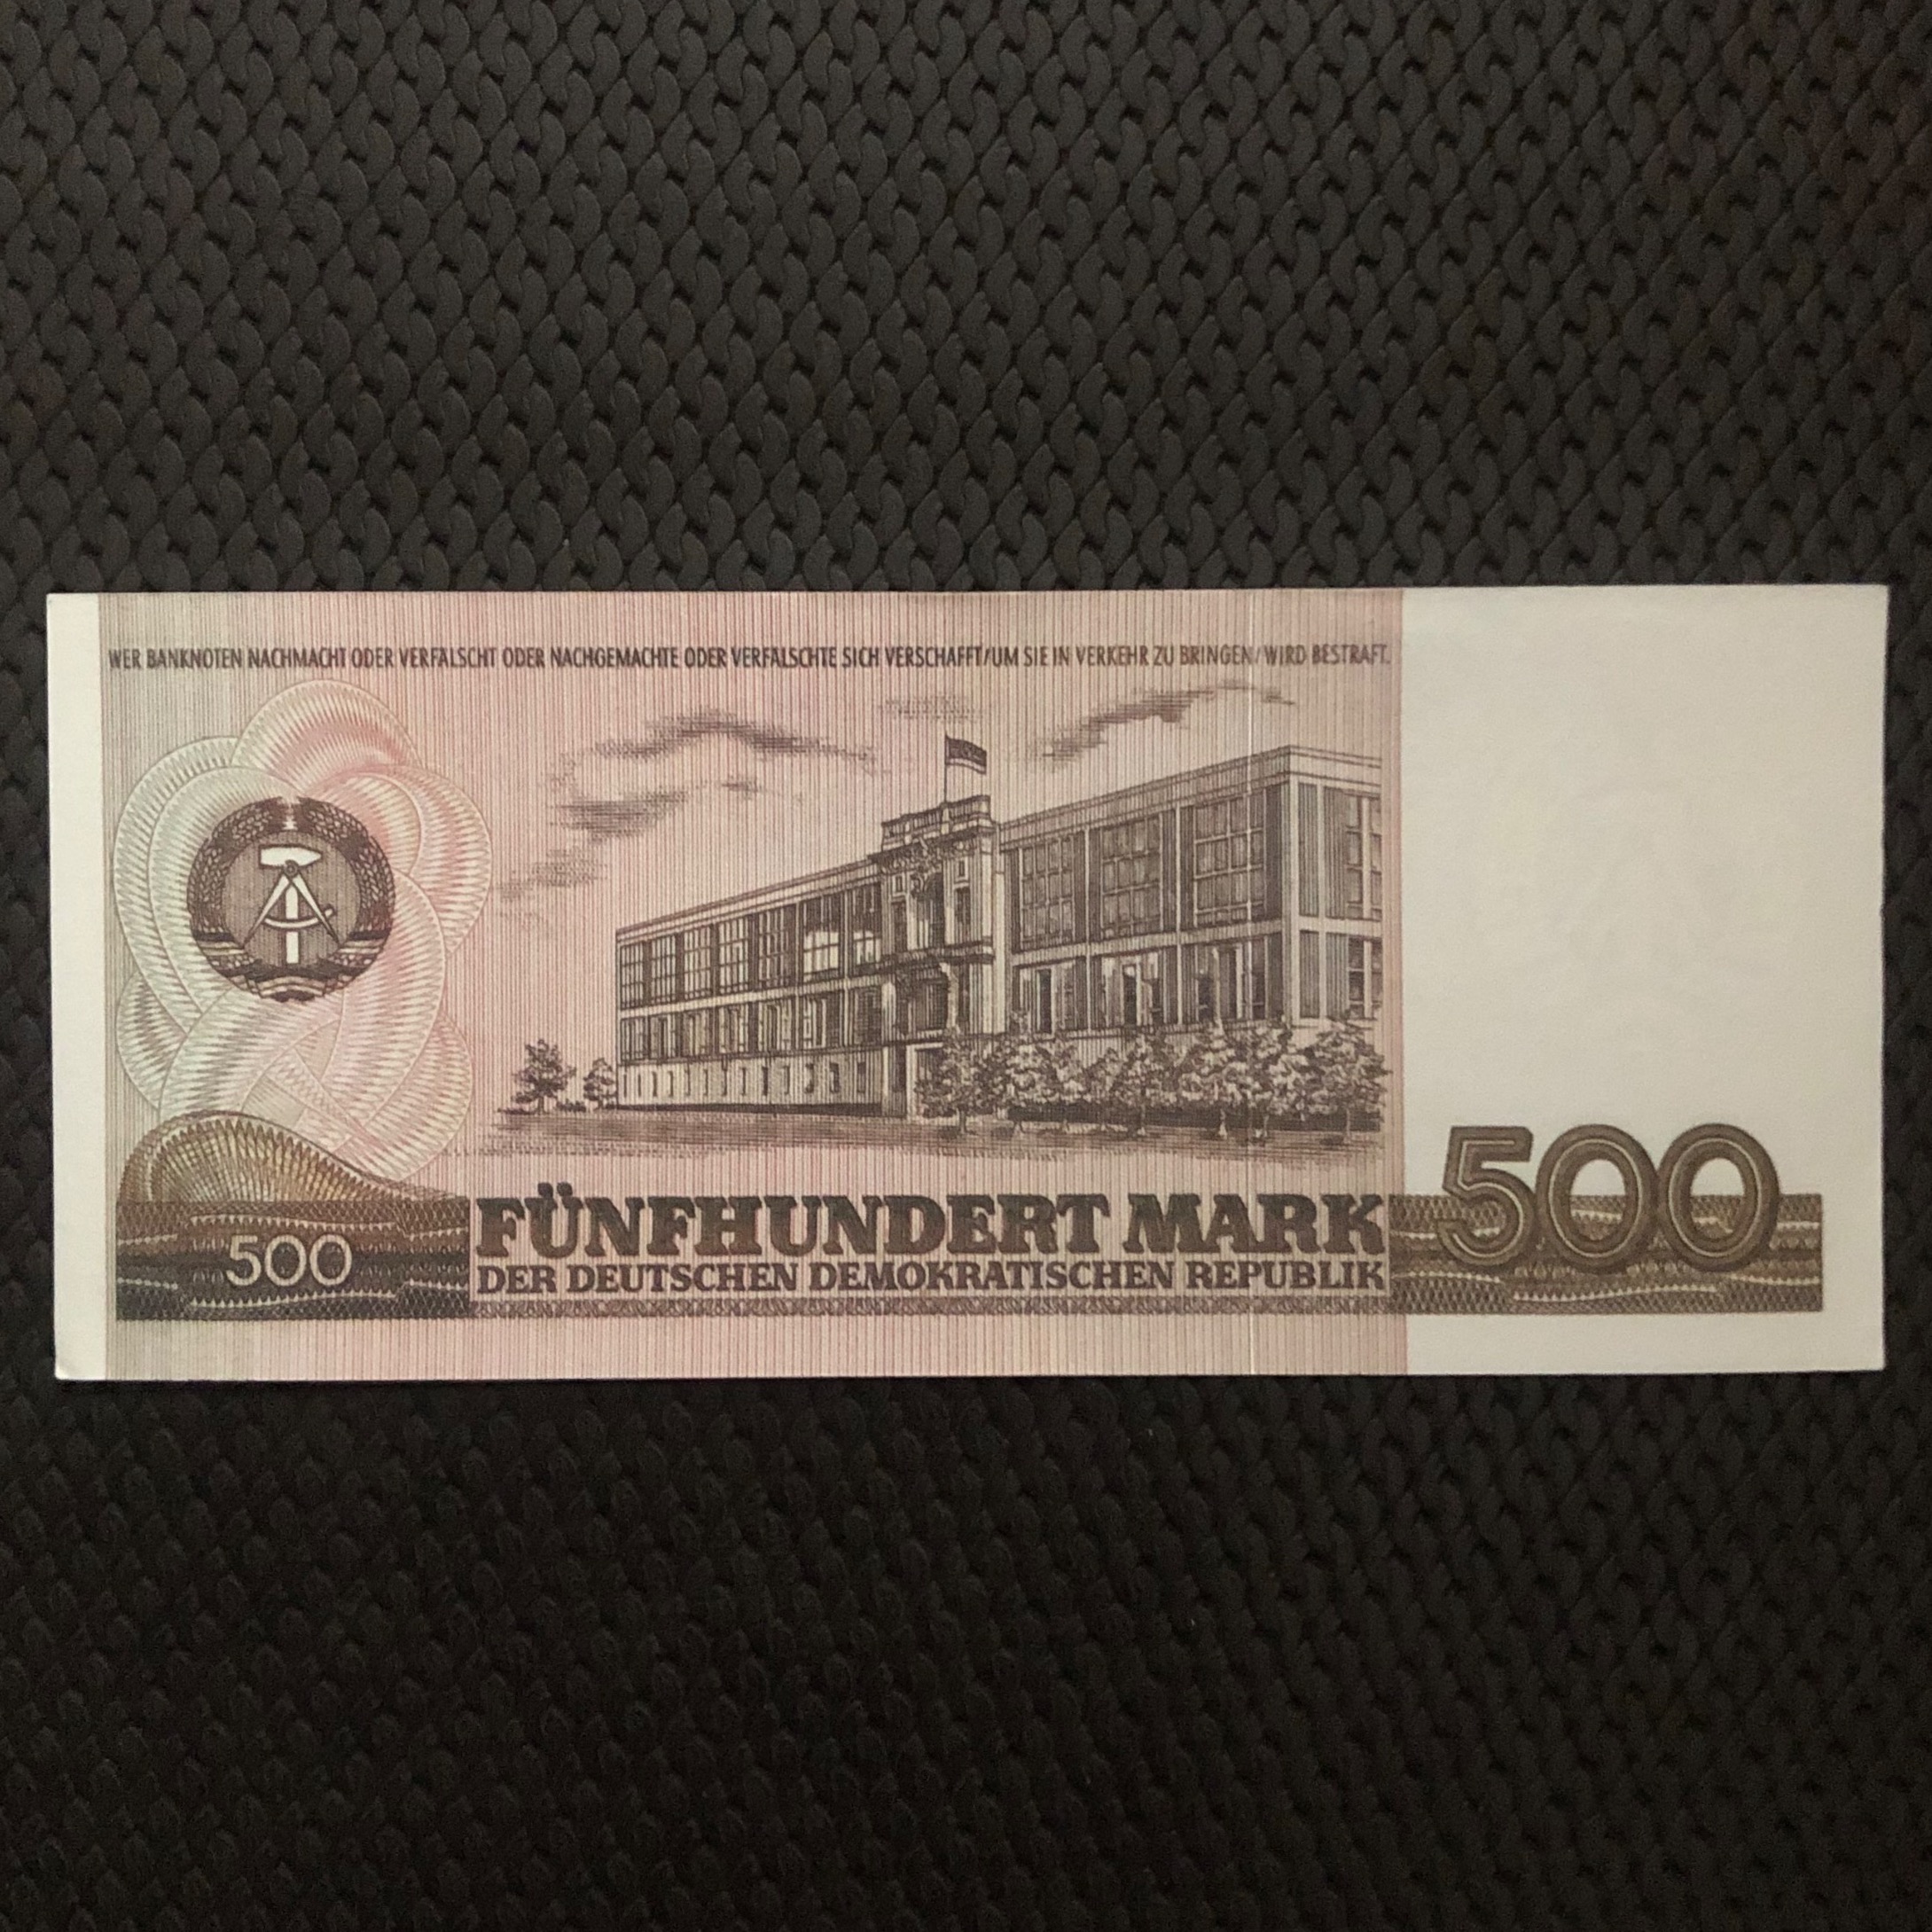 WER BANKNOTEN NACHMACHT ODER VERFÄLSCHT ODER NACHGEMACHTE ODER VERFÄLSCHTE SICH VERSCHAFFT/UM SIE IN VERKEHR ZU BRINGEN/WIRD BESTRAFT.
500
FÜNFHUNDERT MARK
DER DEUTSCHEN DEMOKRATISCHEN REPUBLIK
500